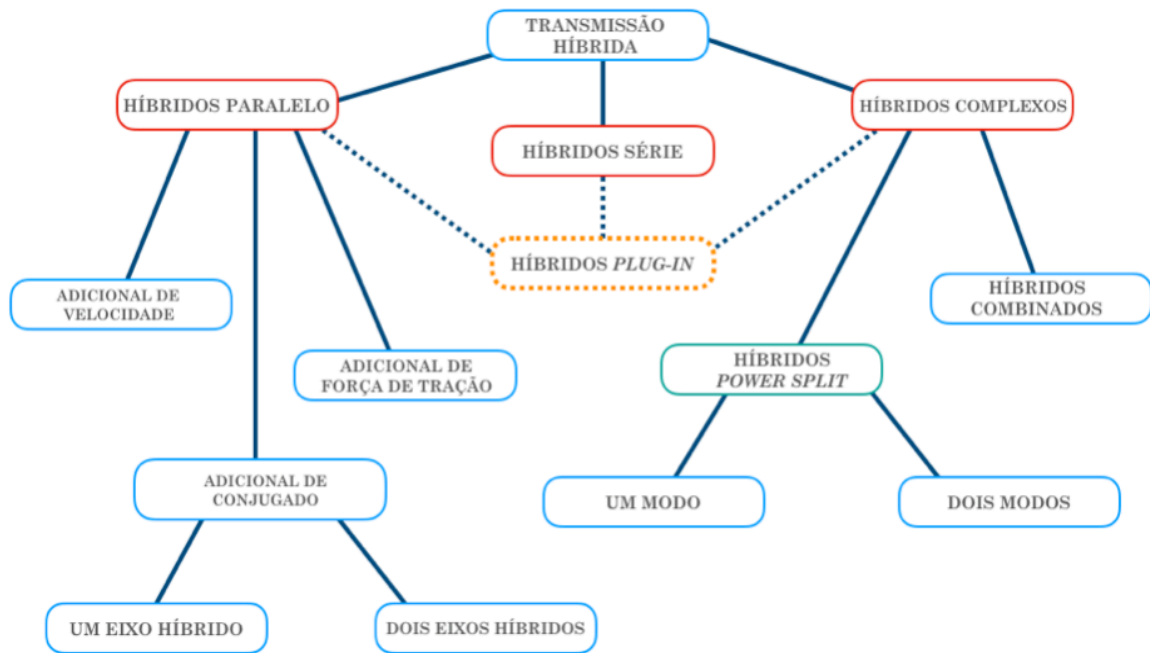 TRANSMISSÃO
HÍBRIDA
HÍBRIDOS PARALELO
HÍBRIDOS COMPLEXOS
HÍBRIDOS SÉRIE
HÍBRIDOS PLUG-IN
ADICIONAL DE
VELOCIDADE
HÍBRIDOS
COMBINADOS
ADICIONAL DE
FORÇA DE TRAÇÃO
HÍBRIDOS
POWER SPLIT
ADICIONAL DE
CONJUGADO
UM MODO
DOIS MODOS
UM EIXO HÍBRIDO
DOIS EIXOS HÍBRIDOS